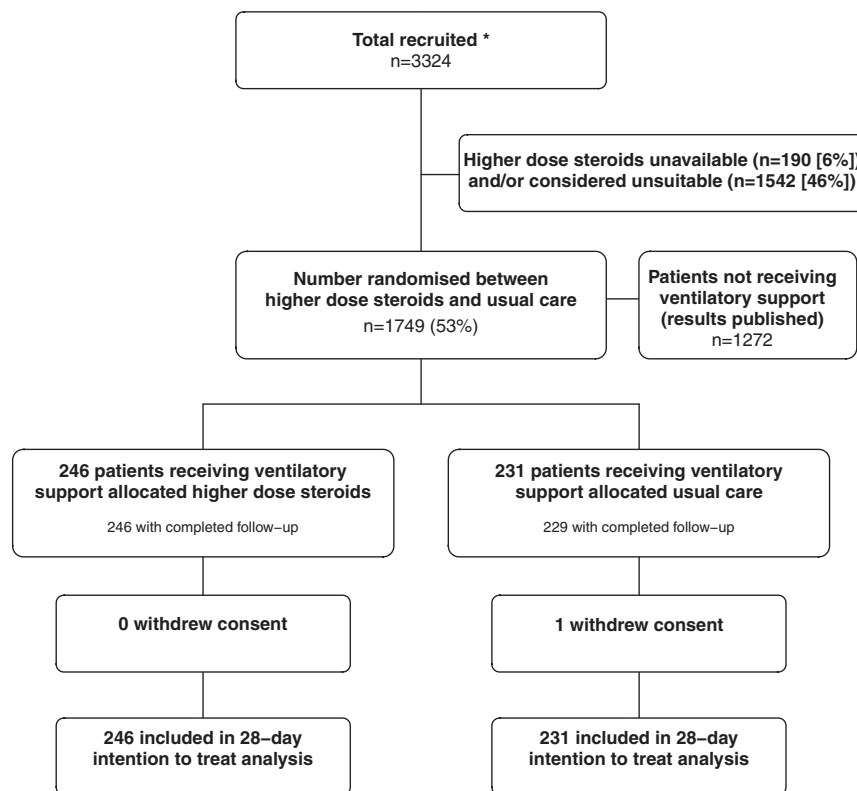 Total recruited *
n=3324
Higher dose steroids unavailable (n=190 [6%])
and/or considered unsuitable (n=1542 [46%])
Number randomised between
higher dose steroids and usual care
n=1749 (53%)
Patients not receiving
ventilatory support
(results published)
n=1272
246 patients receiving ventilatory
support allocated higher dose steroids
246 with completed follow−up
231 patients receiving ventilatory
support allocated usual care
229 with completed follow−up
0 withdrew consent
1 withdrew consent
246 included in 28−day
intention to treat analysis
231 included in 28−day
intention to treat analysis